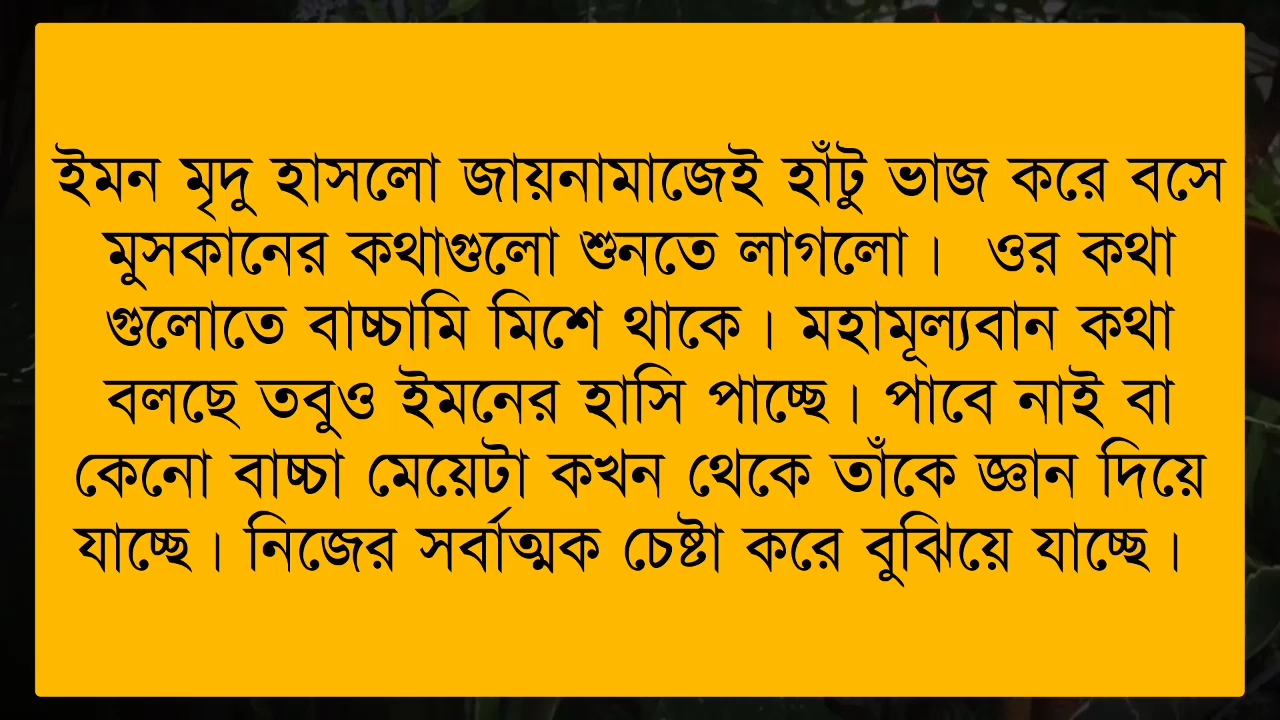 ইমন মৃদু হাসলো জায়নামাজেই হাঁটু ভাজ করে বসে
মুসকানের কথাগুলো শুনতে লাগলো।  ওর কথা
গুলোতে বাচ্চামি মিশে থাকে। মহামূল্যবান কথা
বলছে তবুও ইমনের হাসি পাচ্ছে। পাবে নাই বা
কেনো বাচ্চা মেয়েটা কখন থেকে তাঁকে জ্ঞান দিয়ে
যাচ্ছে। নিজের সর্বাত্মক চেষ্টা করে বুঝিয়ে যাচ্ছে।